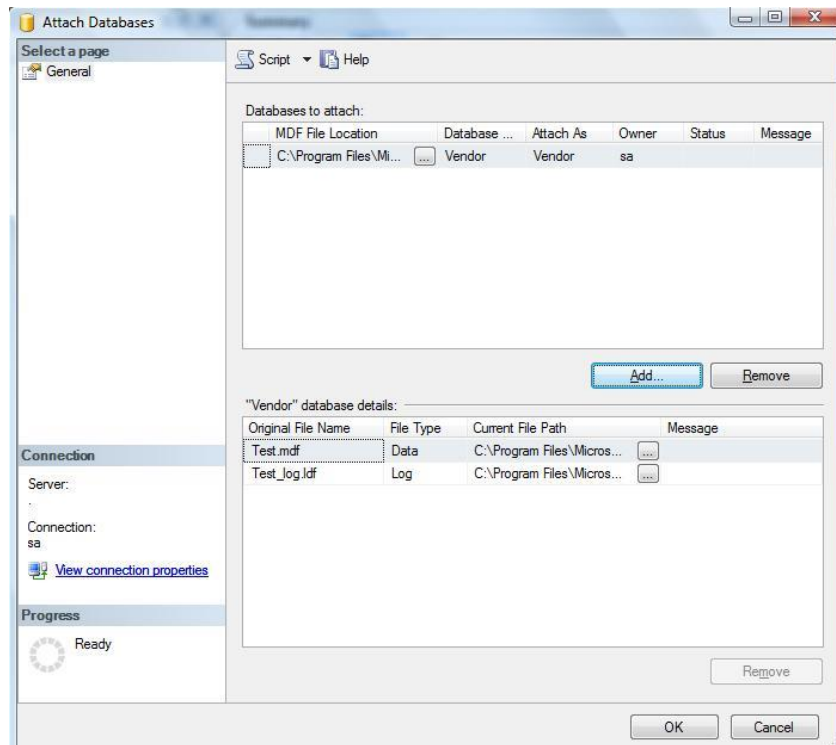 Attach Databases
Select a page
General
Script Help
Databases to attach:
MDF File Location Database ... Attach As Owner Status Message
C:\Program Files\Mi... ... Vendor Vendor sa
Add... Remove
"Vendor" database details:
Original File Name File Type Current File Path Message
Test.mdf Data C:\Program Files\Micros... ...
Test_log.ldf Log C:\Program Files\Micros... ...
Connection
Server:
.
Connection:
sa
View connection properties
Progress
Ready
Remove
OK Cancel